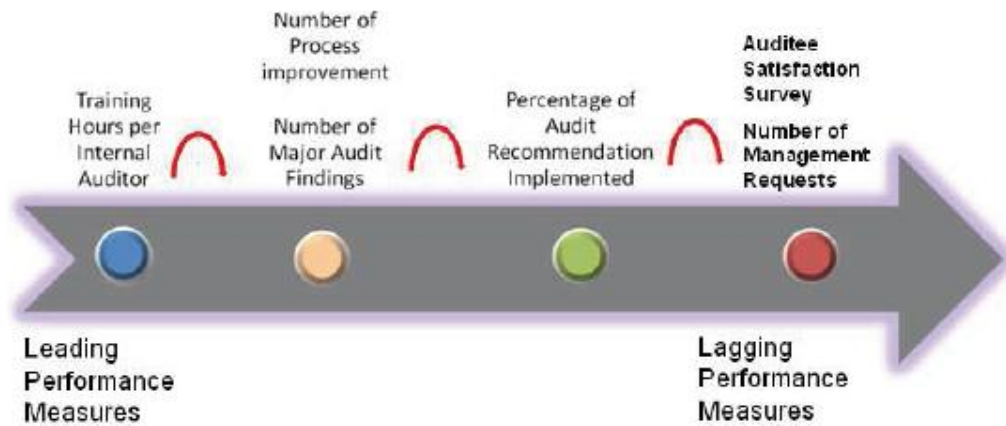 Training
Hours per
Internal
Auditor
Number of
Process
improvement
Number of
Major Audit
Findings
Percentage of
Audit
Recommendation
Implemented
Auditee
Satisfaction
Survey
Number of
Management
Requests
Leading
Performance
Measures
Lagging
Performance
Measures